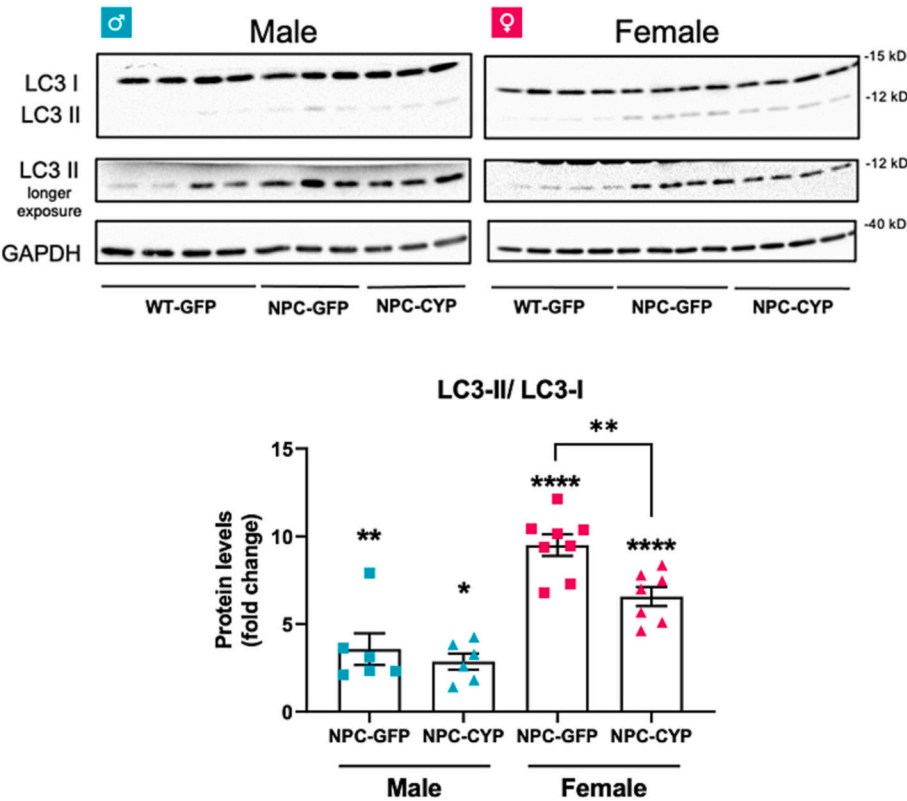 ♂ Male
♀ Female
LC3 I
LC3 II
-15 kD
-12 kD
LC3 II
longer
exposure
-12 kD
GAPDH
-40 kD
WT-GFP NPC-GFP NPC-CYP
WT-GFP NPC-GFP NPC-CYP
LC3-II/ LC3-I
Protein levels
(fold change)
15
10
5
0
**
*
****
**
****
NPC-GFP NPC-CYP NPC-GFP NPC-CYP
Male Female